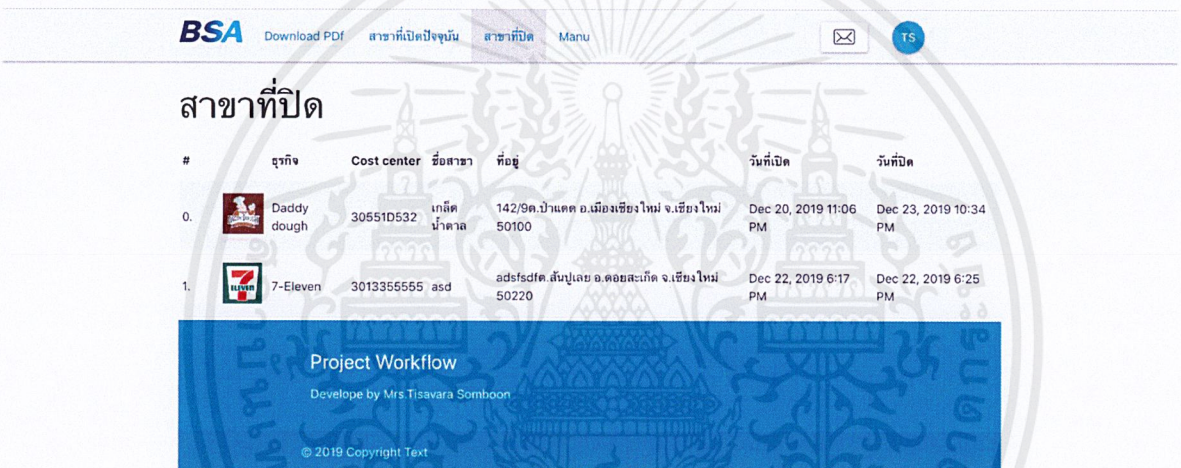 BSA Download PDf สาขาที่เปิดปัจจุบัน สาขาที่ปิด Manu TS
สาขาที่ปิด
# ธุรกิจ Cost center ชื่อสาขา ที่อยู่ วันที่เปิด วันที่ปิด
0. Daddy 30551D532 เกล็ด 142/9ต.ป่าแดด อ.เมืองเชียงใหม่ จ.เชียงใหม่ Dec 20, 2019 11:06 Dec 23, 2019 10:34
dough น้ำตาล 50100 PM PM
1. ELEVEN 7-Eleven 3013355555 asd adsfsdfต.สันปูเลย อ.ดอยสะเก็ด จ.เชียงใหม่ Dec 22, 2019 6:17 Dec 22, 2019 6:25
50220 PM PM
Project Workflow
Develope by Mrs.Tisavara Somboon
© 2019 Copyright Text